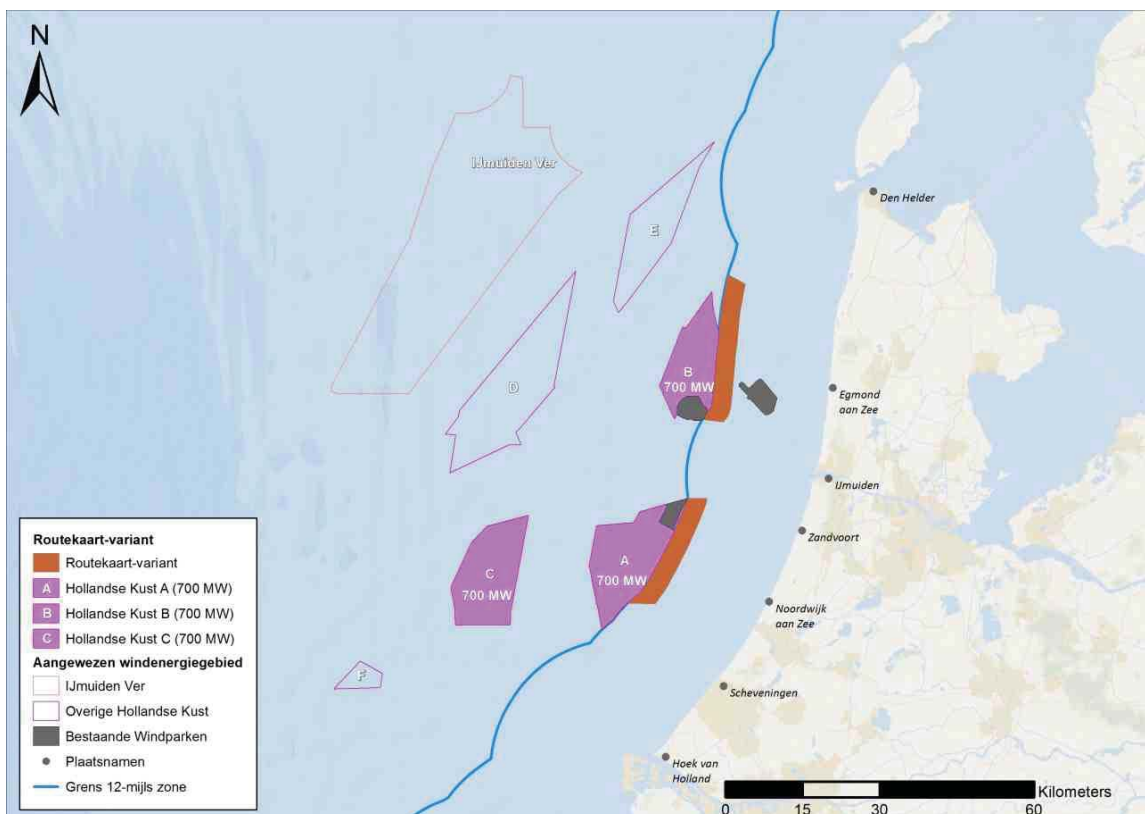 N
IJmuiden Ver
E
Den Helder
D
B
700 MW
Egmond
aan Zee
IJmuiden
Zandvoort
C
700 MW
A
700 MW
Noordwijk
aan Zee
F
Scheveningen
Hoek van
Holland
Routekaart-variant
Routekaart-variant
A Hollandse Kust A (700 MW)
B Hollandse Kust B (700 MW)
C Hollandse Kust C (700 MW)
Aangewezen windenergiegebied
IJmuiden Ver
Overige Hollandse Kust
Bestaande Windparken
Plaatsnamen
Grens 12-mijls zone
Kilometers
0 15 30 60